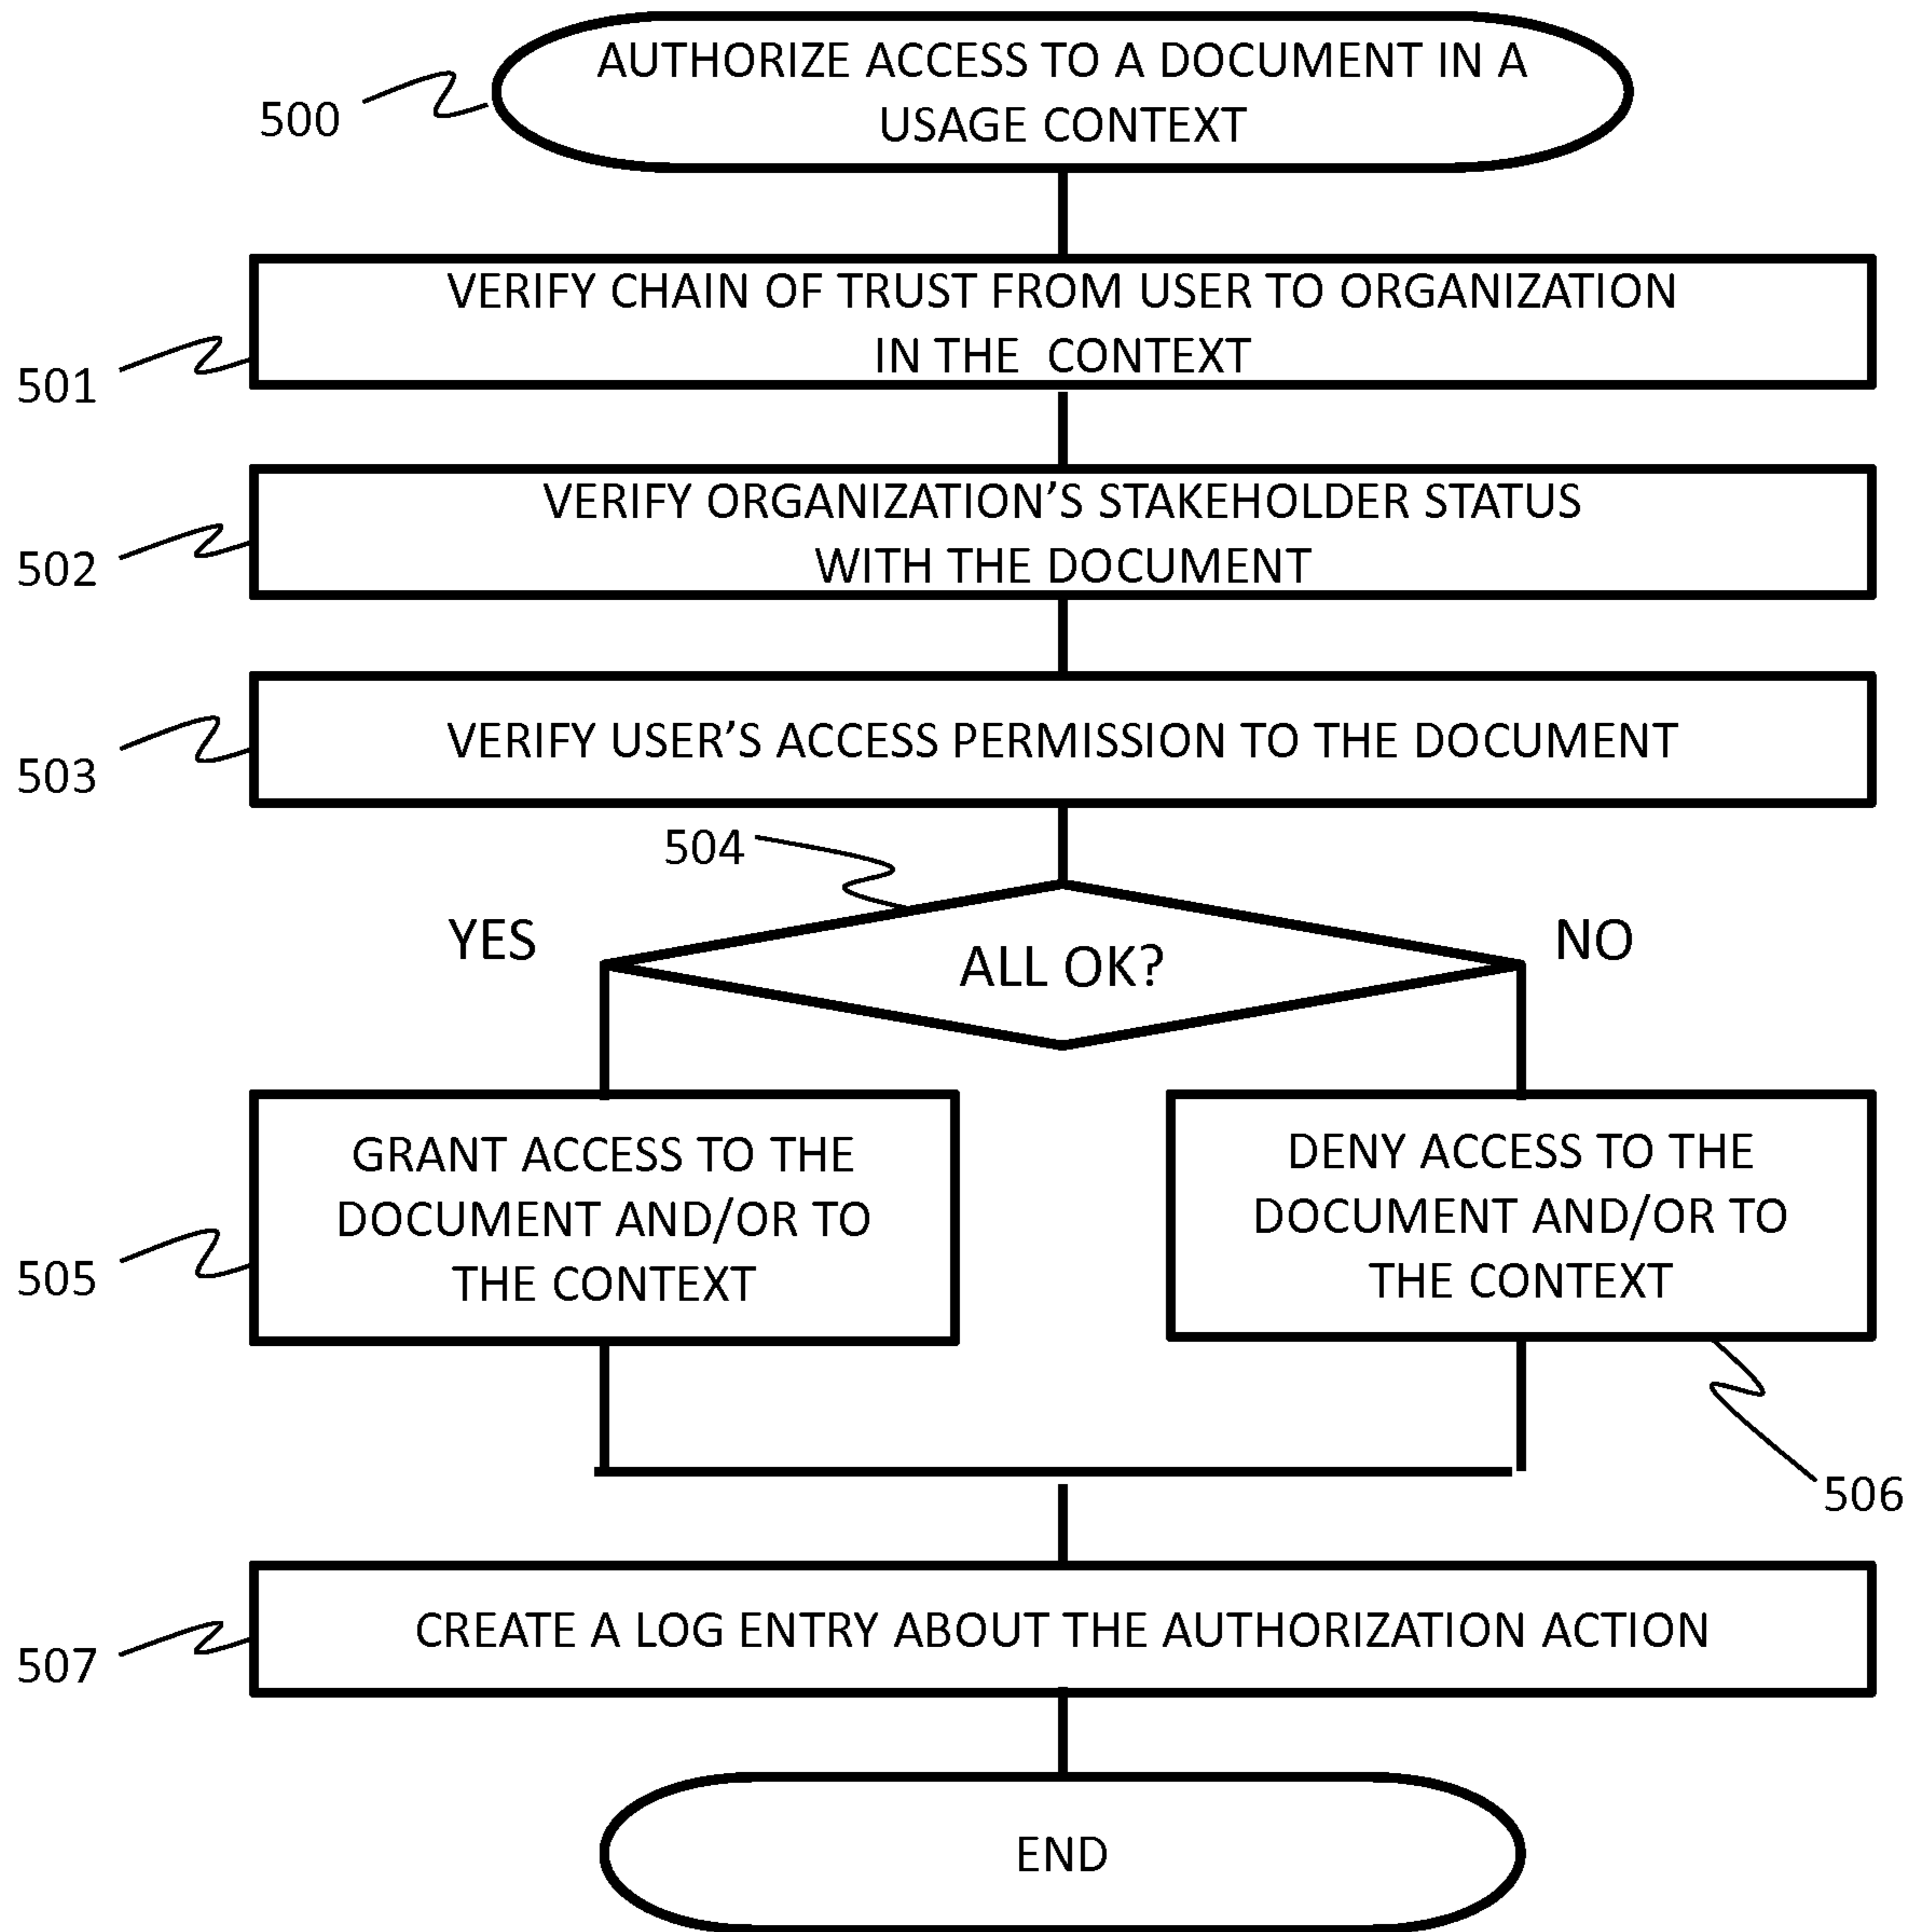 AUTHORIZE ACCESS TO A DOCUMENT IN A
USAGE CONTEXT
500
VERIFY CHAIN OF TRUST FROM USER TO ORGANIZATION
IN THE CONTEXT
501
VERIFY ORGANIZATION’S STAKEHOLDER STATUS
WITH THE DOCUMENT
502
VERIFY USER’S ACCESS PERMISSION TO THE DOCUMENT
503
504
YES
ALL OK?
NO
GRANT ACCESS TO THE
DOCUMENT AND/OR TO
THE CONTEXT
505
DENY ACCESS TO THE
DOCUMENT AND/OR TO
THE CONTEXT
506
CREATE A LOG ENTRY ABOUT THE AUTHORIZATION ACTION
507
END